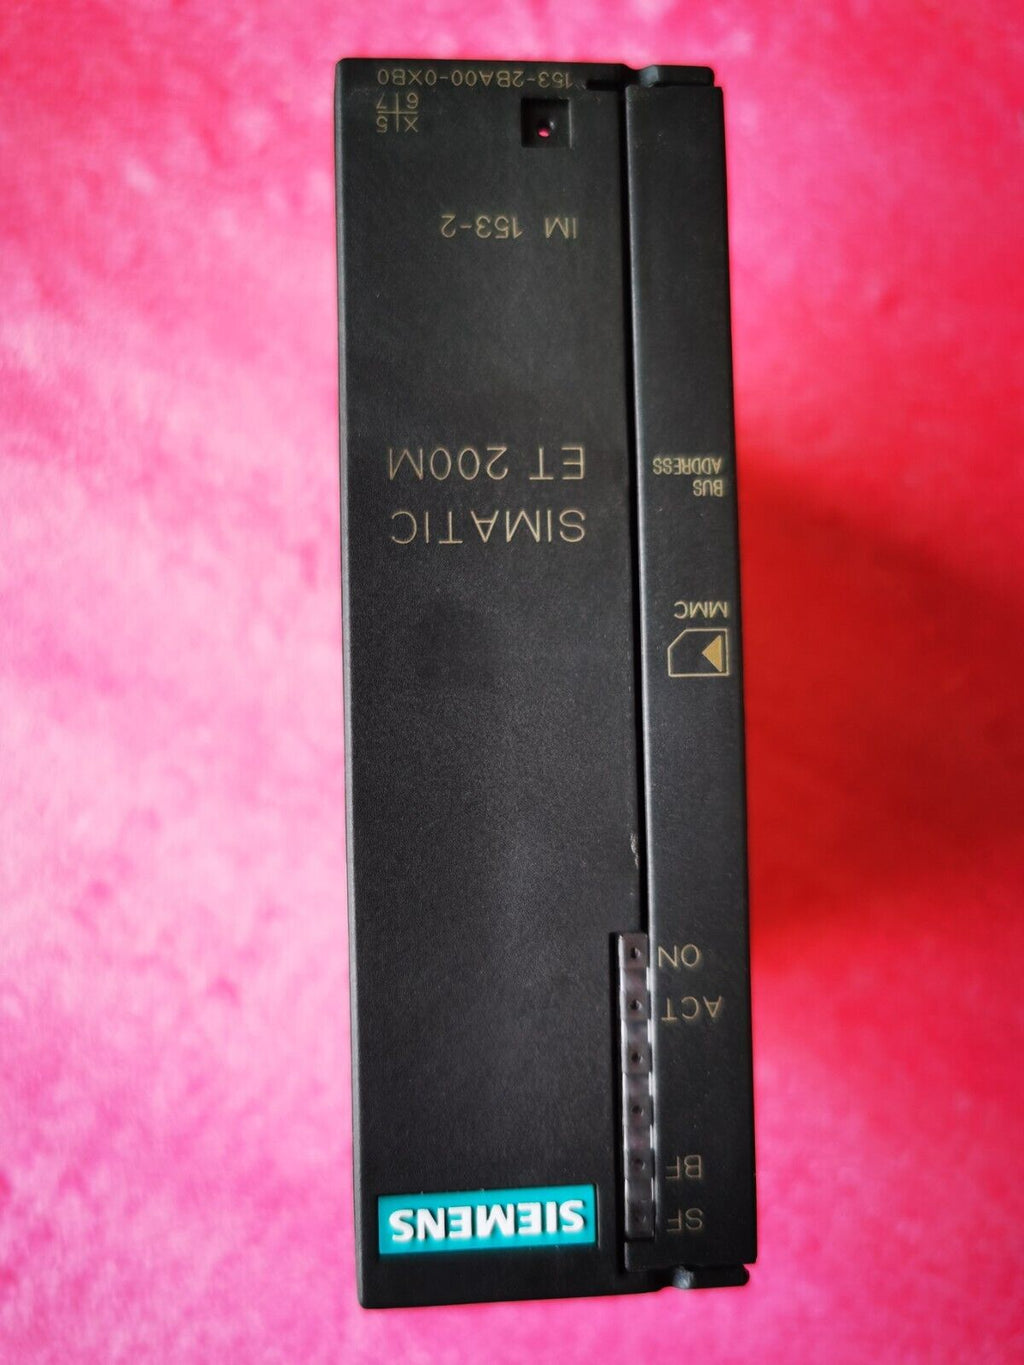 SIEMENS
SF
BF
ACT
ON
MMC
SIMATIC
ET 200M
BUS
ADDRESS
IM 153-2
X 5
6 7
153-2BA00-0XB0